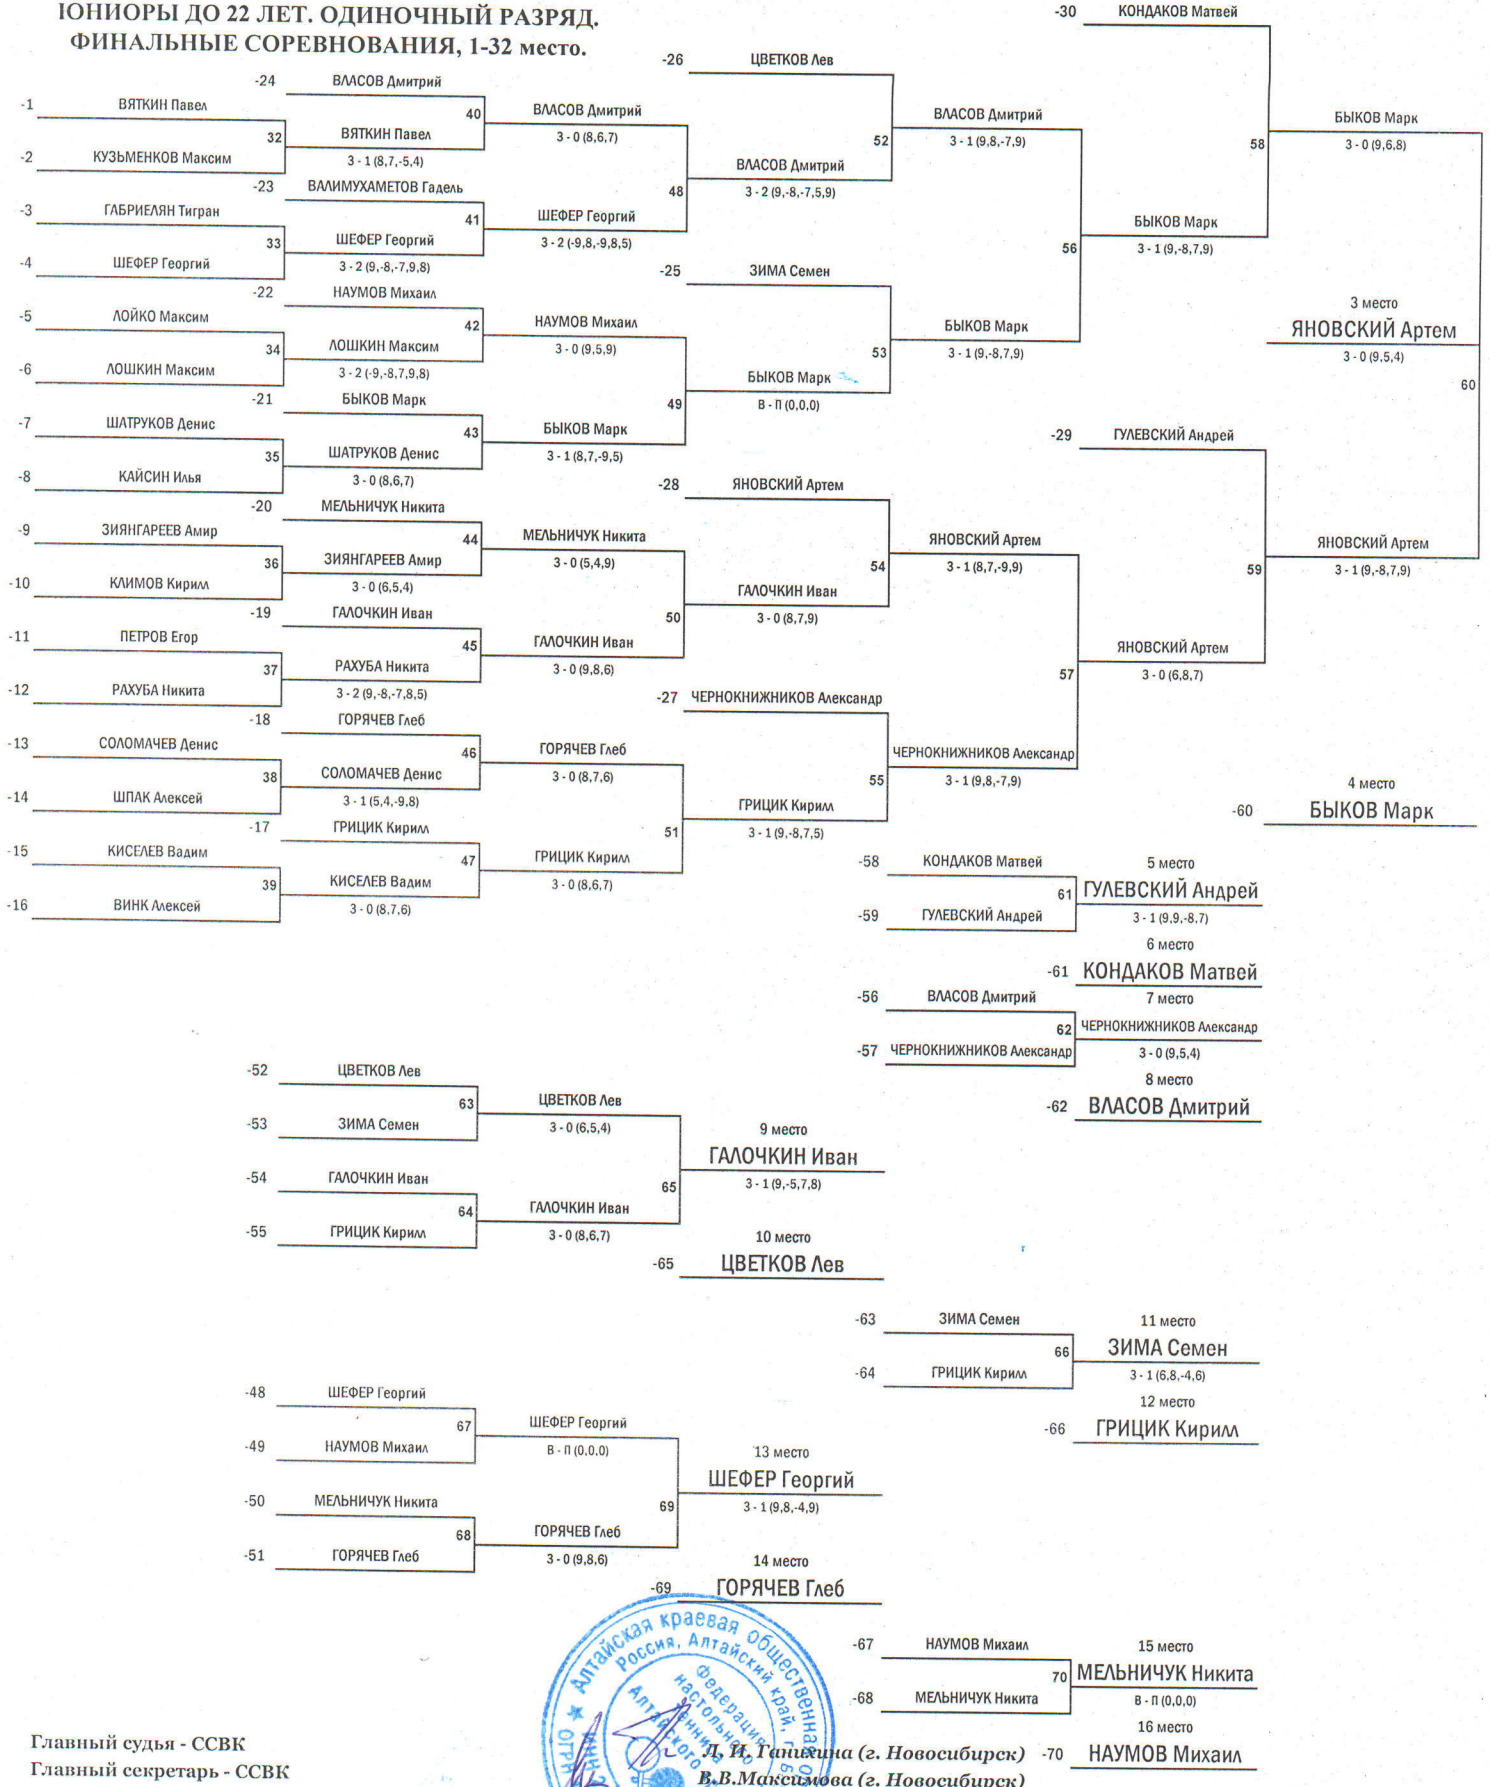 ЮНИОРЫ ДО 22 ЛЕТ. ОДИНОЧНЫЙ РАЗРЯД.
ФИНАЛЬНЫЕ СОРЕВНОВАНИЯ, 1-32 место.
-1 ВЯТКИН Павел
32
-2 КУЗЬМЕНКОВ Максим
-3 ГАБРИЕЛЯН Тигран
33
-4 ШЕФЕР Георгий
-5 ЛОЙКО Максим
34
-6 ЛОШКИН Максим
-7 ШАТРУКОВ Денис
35
-8 КАЙСИН Илья
-9 ЗИЯНГАРЕЕВ Амир
36
-10 КЛИМОВ Кирилл
-11 ПЕТРОВ Егор
37
-12 РАХУБА Никита
-13 СОЛОМАЧЕВ Денис
38
-14 ШПАК Алексей
-15 КИСЕЛЕВ Вадим
39
-16 ВИНК Алексей
-24 ВЛАСОВ Дмитрий
40
ВЯТКИН Павел
3 - 1 (8,7,-5,4)
-23 ВАЛИМУХАМЕТОВ Гадель
41
ШЕФЕР Георгий
3 - 2 (9,-8,-7,9,8)
-22 НАУМОВ Михаил
42
ЛОШКИН Максим
3 - 2 (-9,-8,7,9,8)
-21 БЫКОВ Марк
43
ШАТРУКОВ Денис
3 - 0 (8,6,7)
-20 МЕЛЬНИЧУК Никита
44
ЗИЯНГАРЕЕВ Амир
3 - 0 (6,5,4)
-19 ГАЛОЧКИН Иван
45
РАХУБА Никита
3 - 2 (9,-8,-7,8,5)
-18 ГОРЯЧЕВ Глеб
46
СОЛОМАЧЕВ Денис
3 - 1 (5,4,-9,8)
-17 ГРИЦИК Кирилл
47
КИСЕЛЕВ Вадим
3 - 0 (8,7,6)
ВЛАСОВ Дмитрий
3 - 0 (8,6,7)
48
ШЕФЕР Георгий
3 - 2 (-9,8,-9,8,5)
НАУМОВ Михаил
3 - 0 (9,5,9)
49
БЫКОВ Марк
3 - 1 (8,7,-9,5)
МЕЛЬНИЧУК Никита
3 - 0 (5,4,9)
50
ГАЛОЧКИН Иван
3 - 0 (9,8,6)
ГОРЯЧЕВ Глеб
3 - 0 (8,7,6)
51
ГРИЦИК Кирилл
3 - 0 (8,6,7)
-26 ЦВЕТКОВ Лев
52
ВЛАСОВ Дмитрий
3 - 2 (9,-8,-7,5,9)
-25 ЗИМА Семен
53
БЫКОВ Марк
В - П (0,0,0)
-28 ЯНОВСКИЙ Артем
54
ГАЛОЧКИН Иван
3 - 0 (8,7,9)
-27 ЧЕРНОКНИЖНИКОВ Александр
55
ГРИЦИК Кирилл
3 - 1 (9,-8,7,5)
ВЛАСОВ Дмитрий
3 - 1 (9,8,-7,9)
56
БЫКОВ Марк
3 - 1 (9,-8,7,9)
ЯНОВСКИЙ Артем
3 - 1 (8,7,-9,9)
57
ЧЕРНОКНИЖНИКОВ Александр
3 - 1 (9,8,-7,9)
-30 КОНДАКОВ Матвей
58
БЫКОВ Марк
3 - 1 (9,-8,7,9)
-29 ГУЛЕВСКИЙ Андрей
59
ЯНОВСКИЙ Артем
3 - 0 (6,8,7)
БЫКОВ Марк
3 - 0 (9,6,8)
3 место
ЯНОВСКИЙ Артем
3 - 0 (9,5,4)
60
ЯНОВСКИЙ Артем
3 - 1 (9,-8,7,9)
4 место
-60 БЫКОВ Марк
-58 КОНДАКОВ Матвей 5 место
61 ГУЛЕВСКИЙ Андрей
-59 ГУЛЕВСКИЙ Андрей 3 - 1 (9,9,-8,7)
6 место
-61 КОНДАКОВ Матвей
-56 ВЛАСОВ Дмитрий 7 место
62 ЧЕРНОКНИЖНИКОВ Александр
-57 ЧЕРНОКНИЖНИКОВ Александр 3 - 0 (9,5,4)
8 место
-62 ВЛАСОВ Дмитрий
-52 ЦВЕТКОВ Лев
63 ЦВЕТКОВ Лев
-53 ЗИМА Семен 3 - 0 (6,5,4)
9 место
ГАЛОЧКИН Иван
65 3 - 1 (9,-5,7,8)
-54 ГАЛОЧКИН Иван
64 ГАЛОЧКИН Иван
-55 ГРИЦИК Кирилл 3 - 0 (8,6,7)
10 место
-65 ЦВЕТКОВ Лев
-63 ЗИМА Семен 11 место
66 ЗИМА Семен
-64 ГРИЦИК Кирилл 3 - 1 (6,8,-4,6)
12 место
-66 ГРИЦИК Кирилл
-48 ШЕФЕР Георгий
67 ШЕФЕР Георгий
-49 НАУМОВ Михаил В - П (0,0,0)
13 место
ШЕФЕР Георгий
69 3 - 1 (9,8,-4,9)
-50 МЕЛЬНИЧУК Никита
68 ГОРЯЧЕВ Глеб
-51 ГОРЯЧЕВ Глеб 3 - 0 (9,8,6)
14 место
-69 ГОРЯЧЕВ Глеб
-67 НАУМОВ Михаил 15 место
70 МЕЛЬНИЧУК Никита
-68 МЕЛЬНИЧУК Никита В - П (0,0,0)
16 место
-70 НАУМОВ Михаил
Алтайская краевая общественная
Россия, Алтайский край, г.
Федерация
настольного
тенниса
Алтайского
Главный судья - ССВК Л. И. Ганихина (г. Новосибирск)
Главный секретарь - ССВК В.В.Максимова (г. Новосибирск)